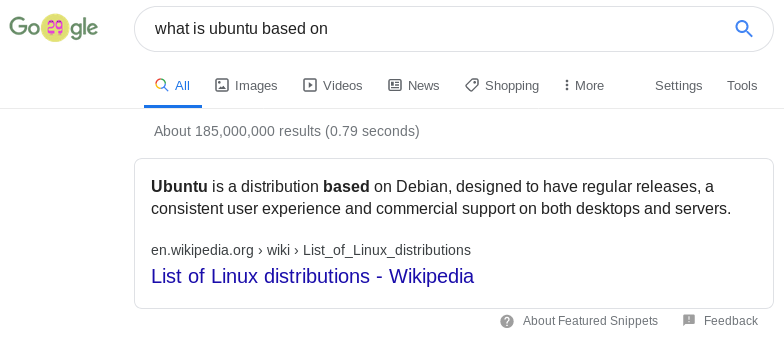 Google
what is ubuntu based on
All Images Videos News Shopping More Settings Tools
About 185,000,000 results (0.79 seconds)
Ubuntu is a distribution based on Debian, designed to have regular releases, a
consistent user experience and commercial support on both desktops and servers.
en.wikipedia.org › wiki › List_of_Linux_distributions
List of Linux distributions - Wikipedia
About Featured Snippets Feedback